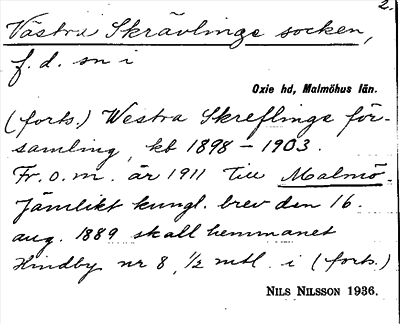 2.
Västra Skrävlinge socken,
f. d. sn i
Oxie hd, Malmöhus län.
(forts.) Westra Skreflinge för-
samling, kb 1898 – 1903.
Fr. o. m. år 1911 till Malmö.
Jämlikt kungl. brev den 16.
aug. 1889 skall hemmanet
Hindby nr 8, 1/2 mtl. i (forts.)
NILS NILSSON 1936.